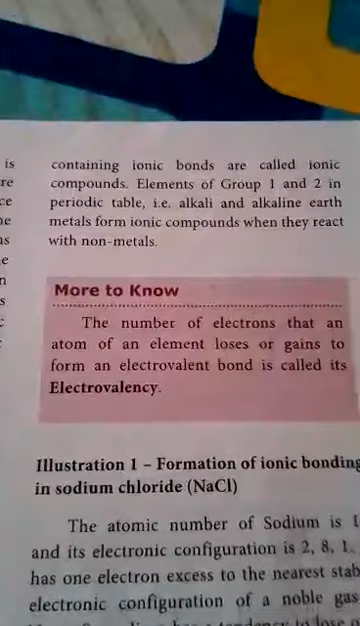 is
containing ionic bonds are called ionic
compounds. Elements of Group 1 and 2 in
periodic table, i.e. alkali and alkaline earth
metals form ionic compounds when they react
with non-metals.
More to Know
The number of electrons that an
atom of an element loses or gains to
form an electrovalent bond is called its
Electrovalency.
Illustration 1 – Formation of ionic bonding
in sodium chloride (NaCl)
The atomic number of Sodium is
and its electronic configuration is 2, 8, 1.
has one electron excess to the nearest
electronic configuration of a noble gas